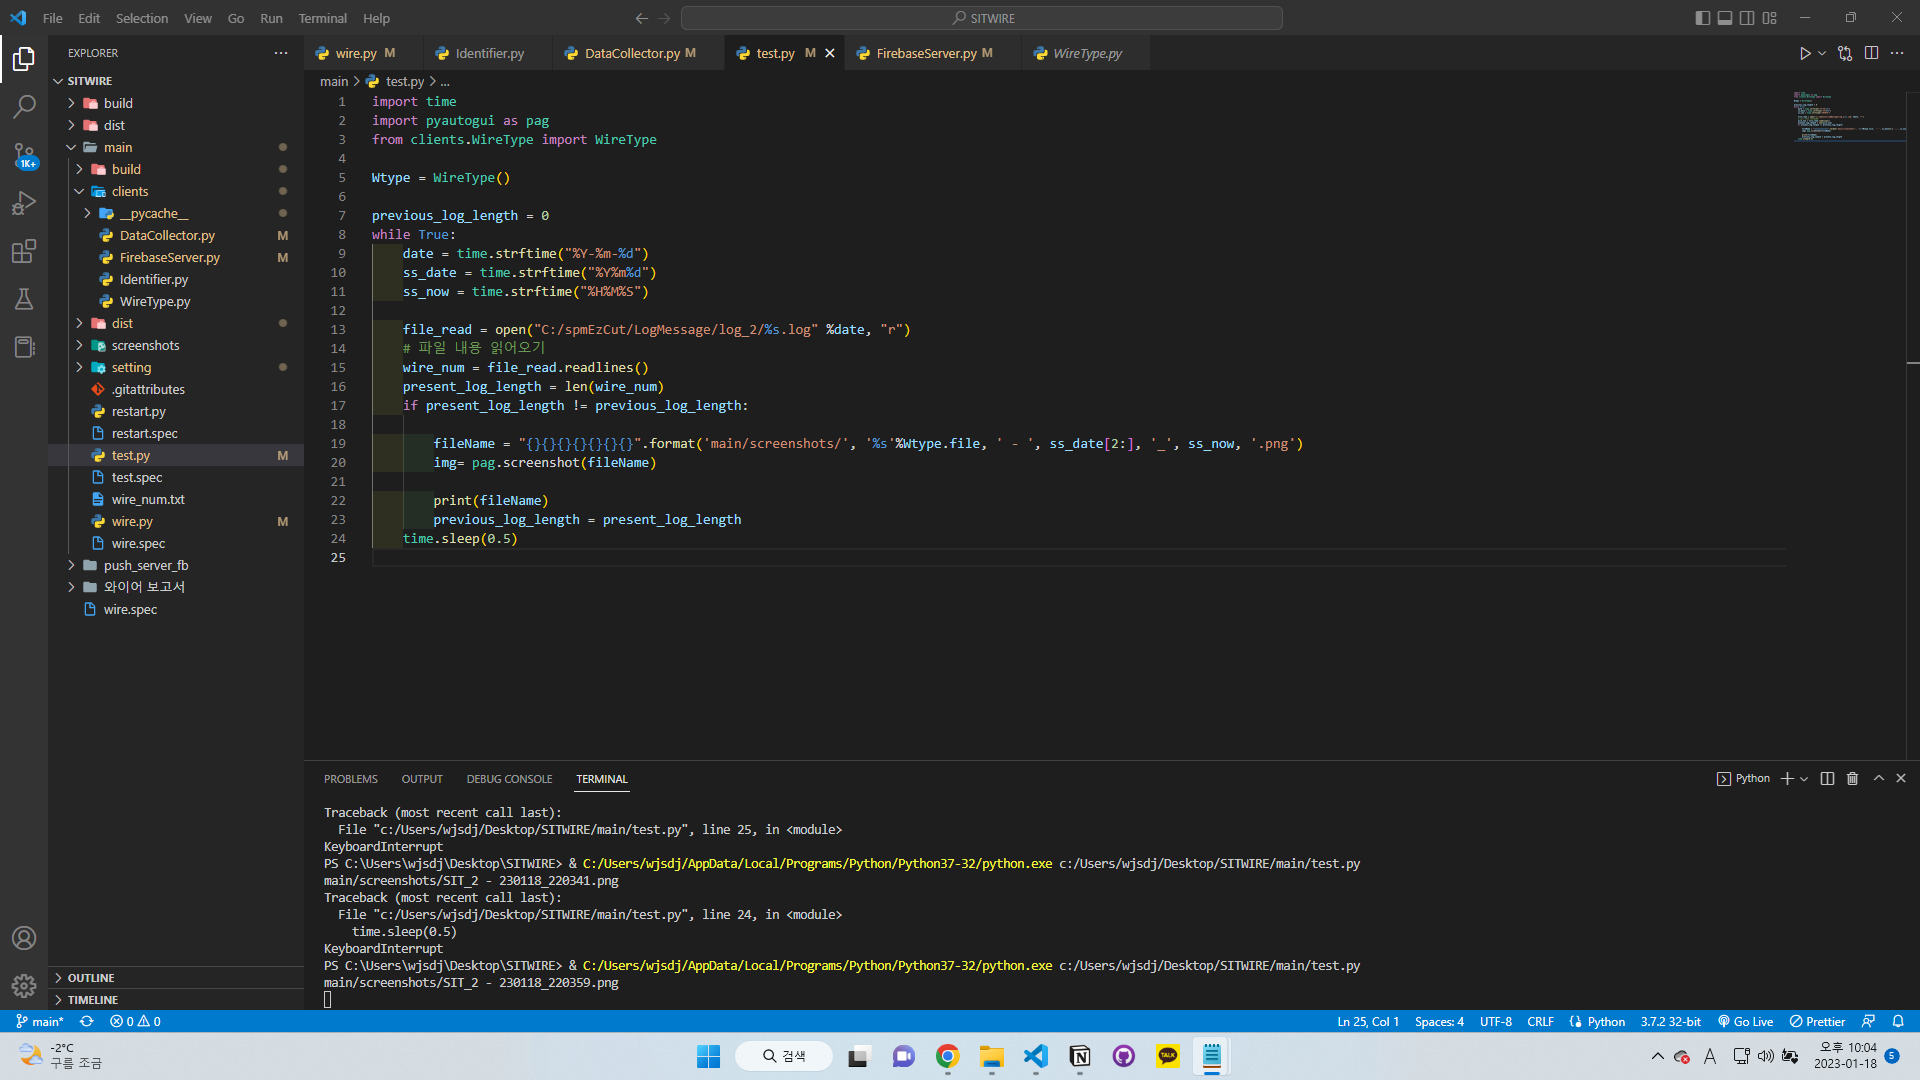 File Edit Selection View Go Run Terminal Help
SITWIRE
EXPLORER
wire.py M
Identifier.py
DataCollector.py M
test.py M
FirebaseServer.py M
WireType.py
SITWIRE
build
dist
main
build
clients
__pycache__
DataCollector.py M
FirebaseServer.py M
Identifier.py
WireType.py
dist
screenshots
setting
.gitattributes
restart.py
restart.spec
test.py M
test.spec
wire_num.txt
wire.py M
wire.spec
push_server_fb
와이어 보고서
wire.spec
OUTLINE
TIMELINE
1K+
main > test.py > ...
1 import time
2 import pyautogui as pag
3 from clients.WireType import WireType
4
5 Wtype = WireType()
6
7 previous_log_length = 0
8 while True:
9 date = time.strftime("%Y-%m-%d")
10 ss_date = time.strftime("%Y%m%d")
11 ss_now = time.strftime("%H%M%S")
12
13 file_read = open("C:/spmEzCut/LogMessage/log_2/%s.log" %date, "r")
14 # 파일 내용 읽어오기
15 wire_num = file_read.readlines()
16 present_log_length = len(wire_num)
17 if present_log_length != previous_log_length:
18
19 fileName = "{}{}{}{}{}{}{}".format('main/screenshots/', '%s'%Wtype.file, ' - ', ss_date[2:], '_', ss_now, '.png')
20 img= pag.screenshot(fileName)
21
22 print(fileName)
23 previous_log_length = present_log_length
24 time.sleep(0.5)
25
PROBLEMS OUTPUT DEBUG CONSOLE TERMINAL
Python
Traceback (most recent call last):
File "c:/Users/wjsdj/Desktop/SITWIRE/main/test.py", line 25, in <module>
KeyboardInterrupt
PS C:\Users\wjsdj\Desktop\SITWIRE> & C:/Users/wjsdj/AppData/Local/Programs/Python/Python37-32/python.exe c:/Users/wjsdj/Desktop/SITWIRE/main/test.py
main/screenshots/SIT_2 - 230118_220341.png
Traceback (most recent call last):
File "c:/Users/wjsdj/Desktop/SITWIRE/main/test.py", line 24, in <module>
time.sleep(0.5)
KeyboardInterrupt
PS C:\Users\wjsdj\Desktop\SITWIRE> & C:/Users/wjsdj/AppData/Local/Programs/Python/Python37-32/python.exe c:/Users/wjsdj/Desktop/SITWIRE/main/test.py
main/screenshots/SIT_2 - 230118_220359.png
main* 0 0
Ln 25, Col 1 Spaces: 4 UTF-8 CRLF Python 3.7.2 32-bit Go Live Prettier
-2°C
구름 조금
검색
TALK
A
오후 10:04
2023-01-18
5